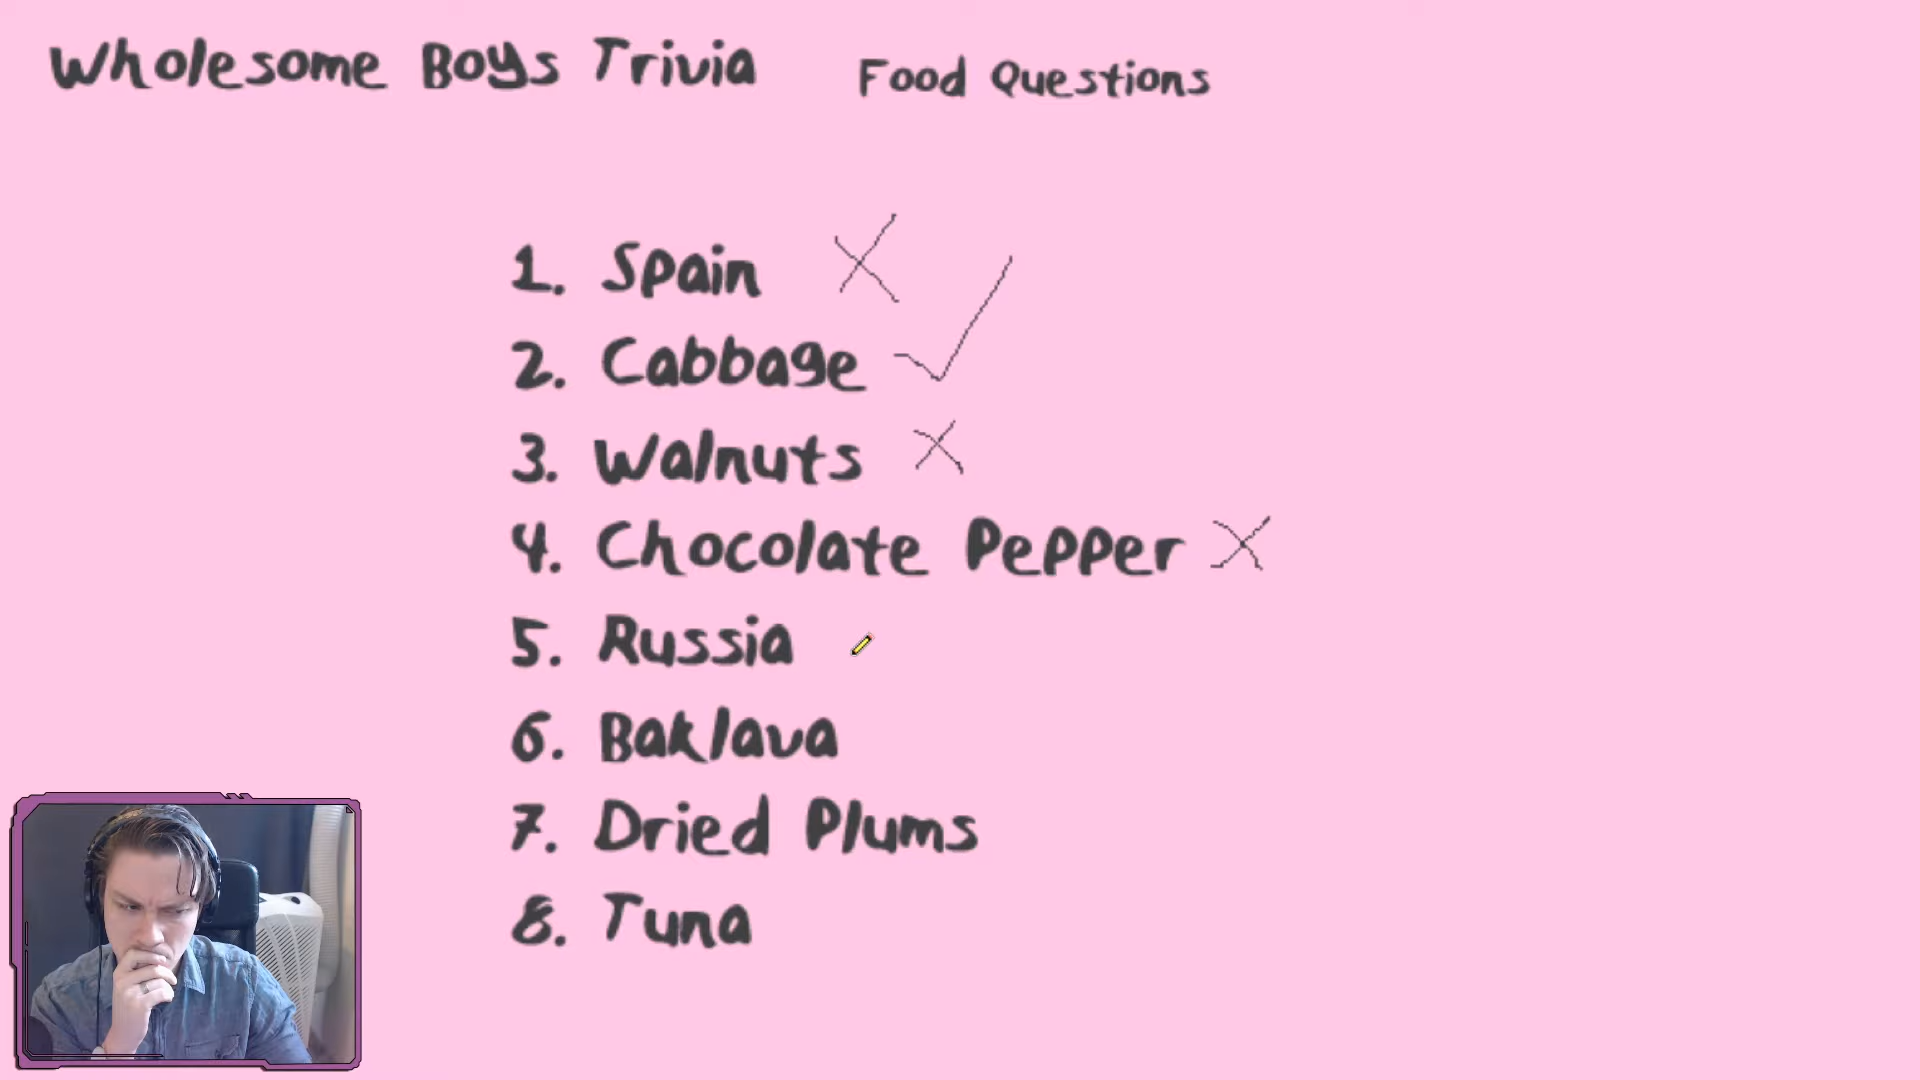 Wholesome Boys Trivia Food Questions
1. Spain
2. Cabbage
3. Walnuts
4. Chocolate Pepper
5. Russia
6. Baklava
7. Dried Plums
8. Tuna